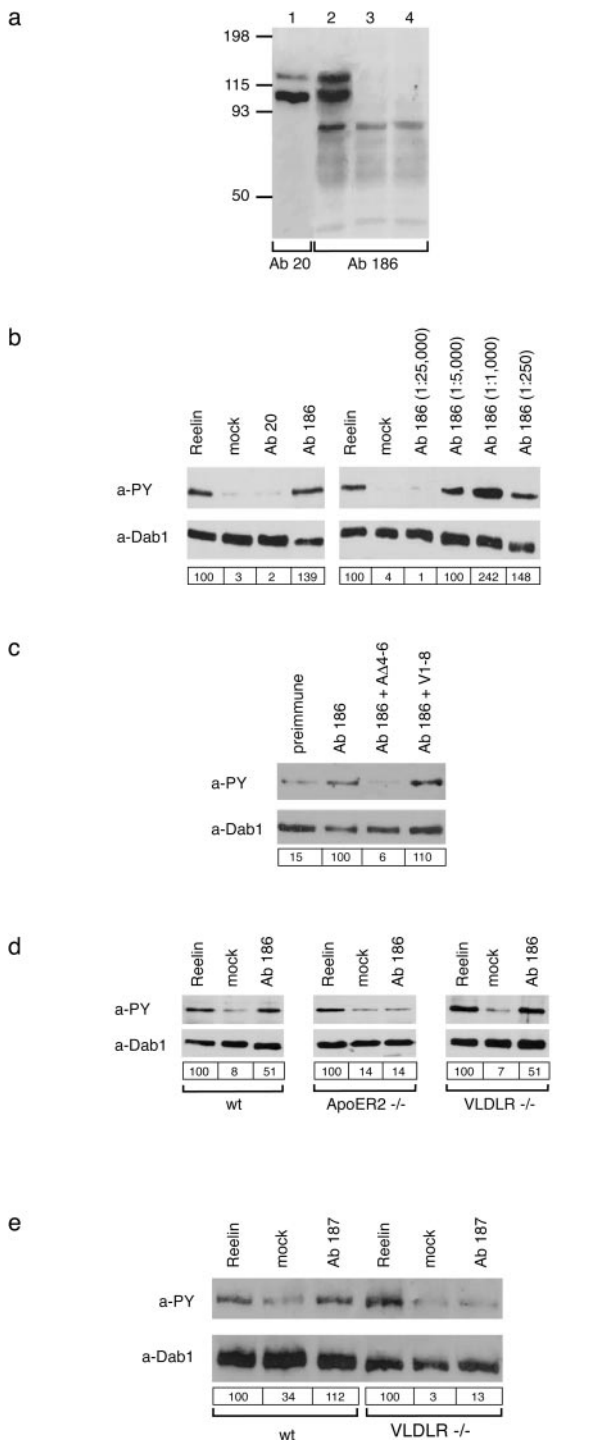 a
1 2 3 4
198
115
93
50
Ab 20 Ab 186
b
Reelin mock Ab 20 Ab 186 Reelin mock Ab 186 (1:25,000) Ab 186 (1:5,000) Ab 186 (1:1,000) Ab 186 (1:250)
a-PY
a-Dab1
100 3 2 139 100 4 1 100 242 148
c
preimmune Ab 186 Ab 186 + AΔ4-6 Ab 186 + V1-8
a-PY
a-Dab1
15 100 6 110
d
Reelin mock Ab 186 Reelin mock Ab 186 Reelin mock Ab 186
a-PY
a-Dab1
100 8 51 100 14 14 100 7 51
wt ApoER2 -/- VLDLR -/-
e
Reelin mock Ab 187 Reelin mock Ab 187
a-PY
a-Dab1
100 34 112 100 3 13
wt VLDLR -/-